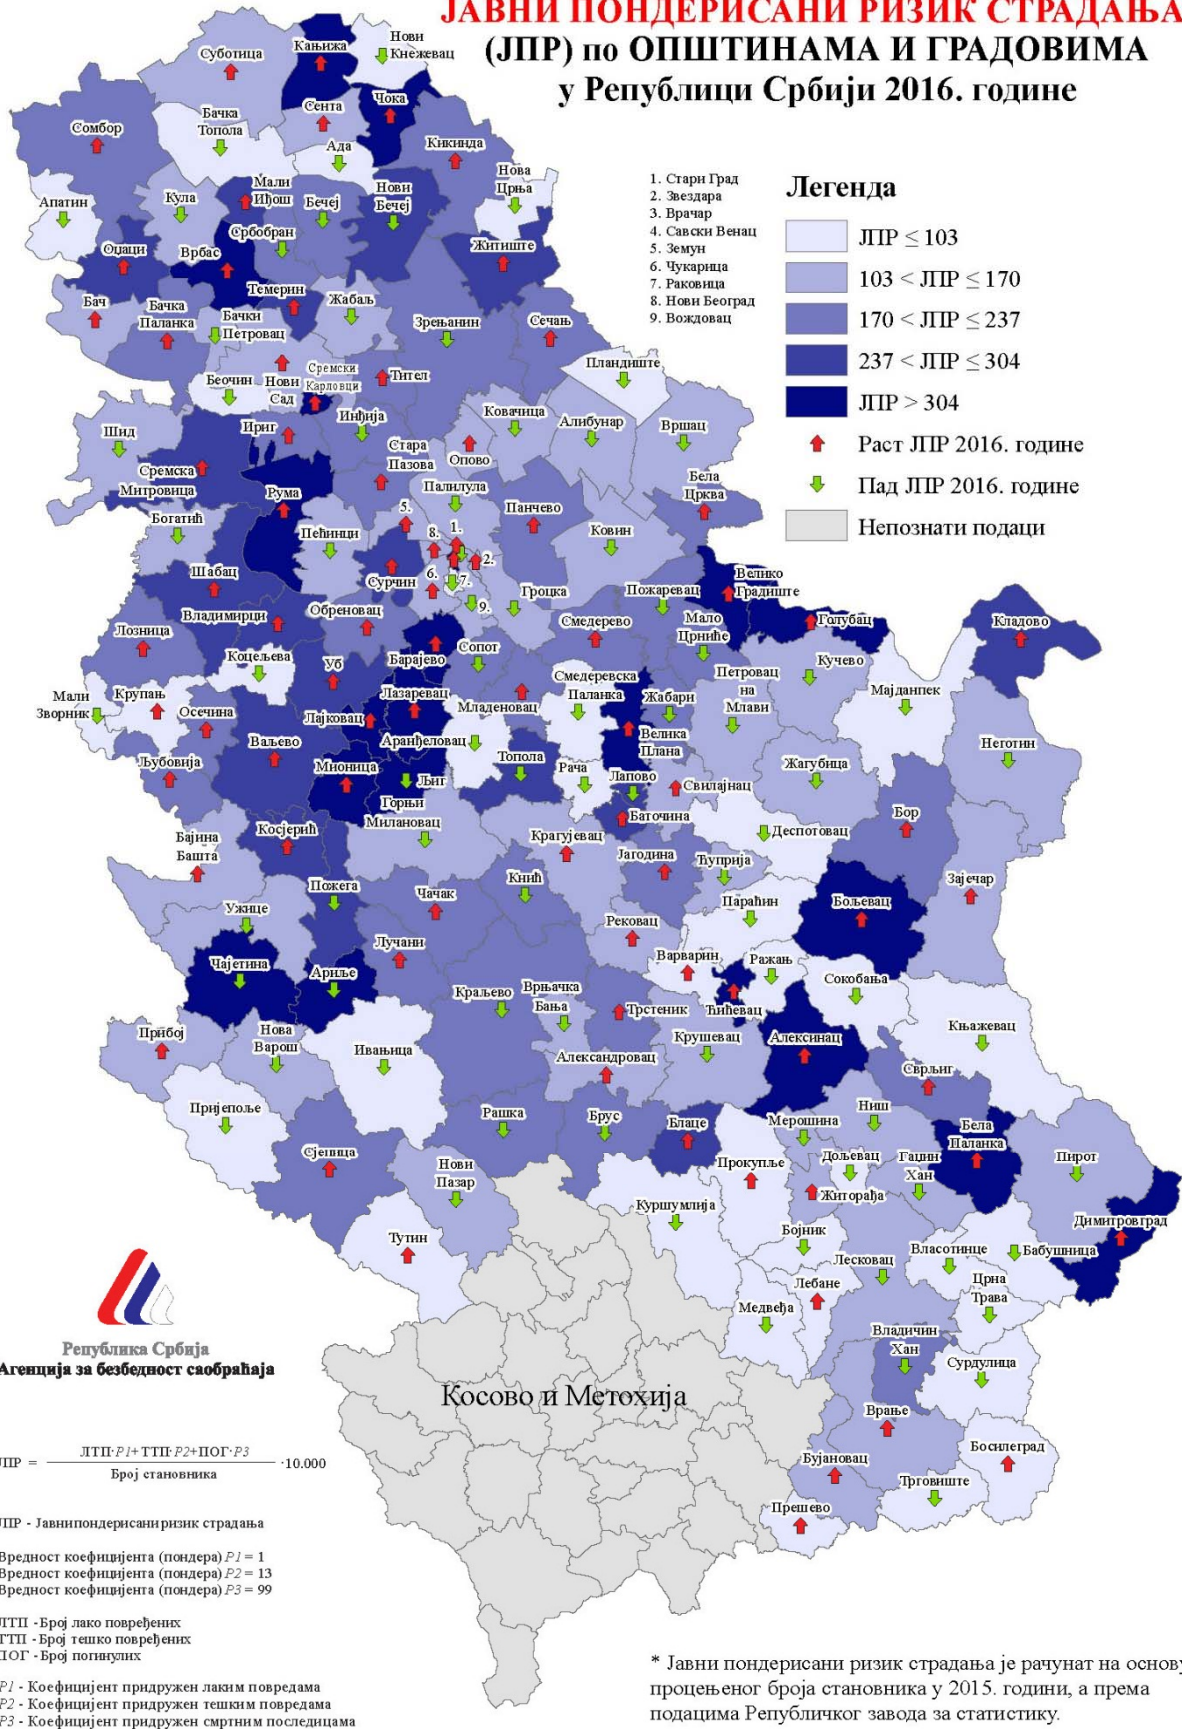 ЈАВНИ ПОНДЕРИСАНИ РИЗИК СТРАДАЊА
(ЈПР) по ОПШТИНАМА И ГРАДОВИМА
у Републици Србији 2016. године
1. Стари Град
2. Звездара
3. Врачар
4. Савски Венац
5. Земун
6. Чукарица
7. Раковица
8. Нови Београд
9. Вождовац
Легенда
ЈПР ≤ 103
103 < ЈПР ≤ 170
170 < ЈПР ≤ 237
237 < ЈПР ≤ 304
ЈПР > 304
Раст ЈПР 2016. године
Пад ЈПР 2016. године
Непознати подаци
Суботица
Кањижа
Нови
Кнежевац
Сомбор
Бачка
Топола
Сента
Чока
Ада
Кикинда
Нова
Црња
Апатин
Кула
Мали
Иђош
Бечеј
Нови
Бечеј
Србобран
Житиште
Оџаци
Врбас
Темерин
Бач
Бачка
Паланка
Бачки
Петровац
Жабаљ
Зрењанин
Сечањ
Пландиште
Беочин
Нови
Сад
Сремски
Карловци
Тител
Ковачица
Алибунар
Вршац
Шид
Ириг
Инђија
Стара
Пазова
Опово
Бела
Црква
Сремска
Митровица
Рума
Палилула
Панчево
Богатић
Пећинци
5.
8.
1.
2.
6.
7.
9.
Ковин
Сурчин
Шабац
Владимирци
Обреновац
Гроцка
Пожаревац
Велико
Градиште
Голубац
Кладово
Лозница
Коцељева
Уб
Барајево
Сопот
Смедерево
Мало
Црниће
Кучево
Мајданпек
Мали
Зворник
Крупањ
Осечина
Лазаревац
Младеновац
Смедеревска
Паланка
Петровац
на
Млави
Жабари
Лајковац
Љубовија
Ваљево
Мионица
Аранђеловац
Љиг
Топола
Рача
Велика
Плана
Лапово
Жагубица
Неготин
Свилајнац
Горњи
Милановац
Баточина
Деспотовац
Бор
Бајина
Башта
Косјерић
Крагујевац
Јагодина
Ћуприја
Пожега
Чачак
Кнић
Параћин
Бољевац
Зајечар
Ужице
Лучани
Рековац
Варварин
Ражањ
Сокобања
Чајетина
Ариље
Краљево
Врњачка
Бања
Трстеник
Ћићевац
Прибој
Нова
Варош
Ивањица
Александровац
Крушевац
Алексинац
Књажевац
Сврљиг
Пријепоље
Рашка
Брус
Блаце
Мерошина
Ниш
Бела
Паланка
Сјеница
Нови
Пазар
Прокупље
Дољевац
Гаџин
Хан
Пирот
Житорађа
Тутин
Куршумлија
Бојник
Власотинце
Бабушница
Димитровград
Лесковац
Медвеђа
Лебане
Црна
Трава
Владичин
Хан
Сурдулица
Врање
Босилеград
Бујановац
Трговиште
Прешево
Косово и Метохија
Република Србија
Агенција за безбедност саобраћаја
ЈПР = ЛТП·P1+ТТП·P2+ПОГ·P3 / Број становника ·10.000
ЈПР - Јавни пондерисани ризик страдања
Вредност коефицијента (пондера) P1 = 1
Вредност коефицијента (пондера) P2 = 13
Вредност коефицијента (пондера) P3 = 99
ЛТП - Број лако повређених
ТТП - Број тешко повређених
ПОГ - Број погинулих
P1 - Коефицијент придружен лаким повредама
P2 - Коефицијент придружен тешким повредама
P3 - Коефицијент придружен смртним последицама
* Јавни пондерисани ризик страдања је рачунат на основу
процењеног броја становника у 2015. години, а према
подацима Републичког завода за статистику.